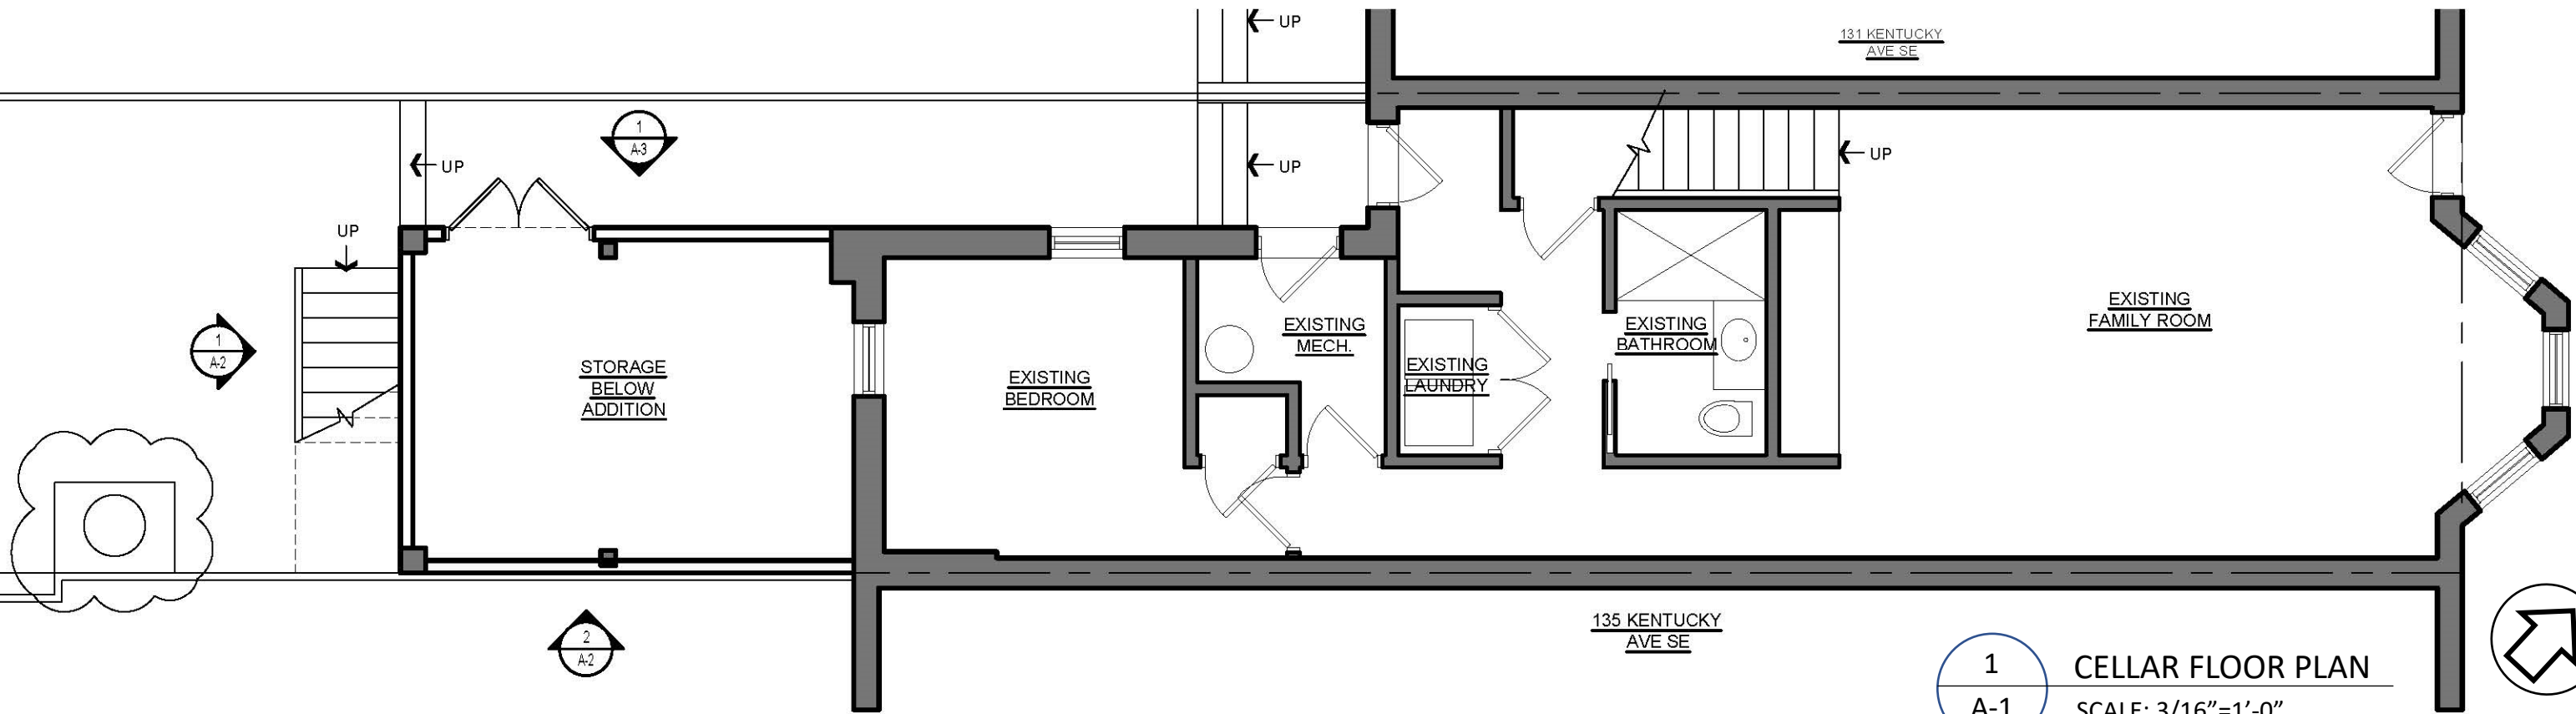 UP
131 KENTUCKY
AVE SE
1
A-3
UP
UP
UP
UP
1
A-2
STORAGE
BELOW
ADDITION
EXISTING
BEDROOM
EXISTING
MECH.
EXISTING
LAUNDRY
EXISTING
BATHROOM
EXISTING
FAMILY ROOM
2
A-2
135 KENTUCKY
AVE SE
1
A-1
CELLAR FLOOR PLAN
SCALE: 3/16”=1’-0”